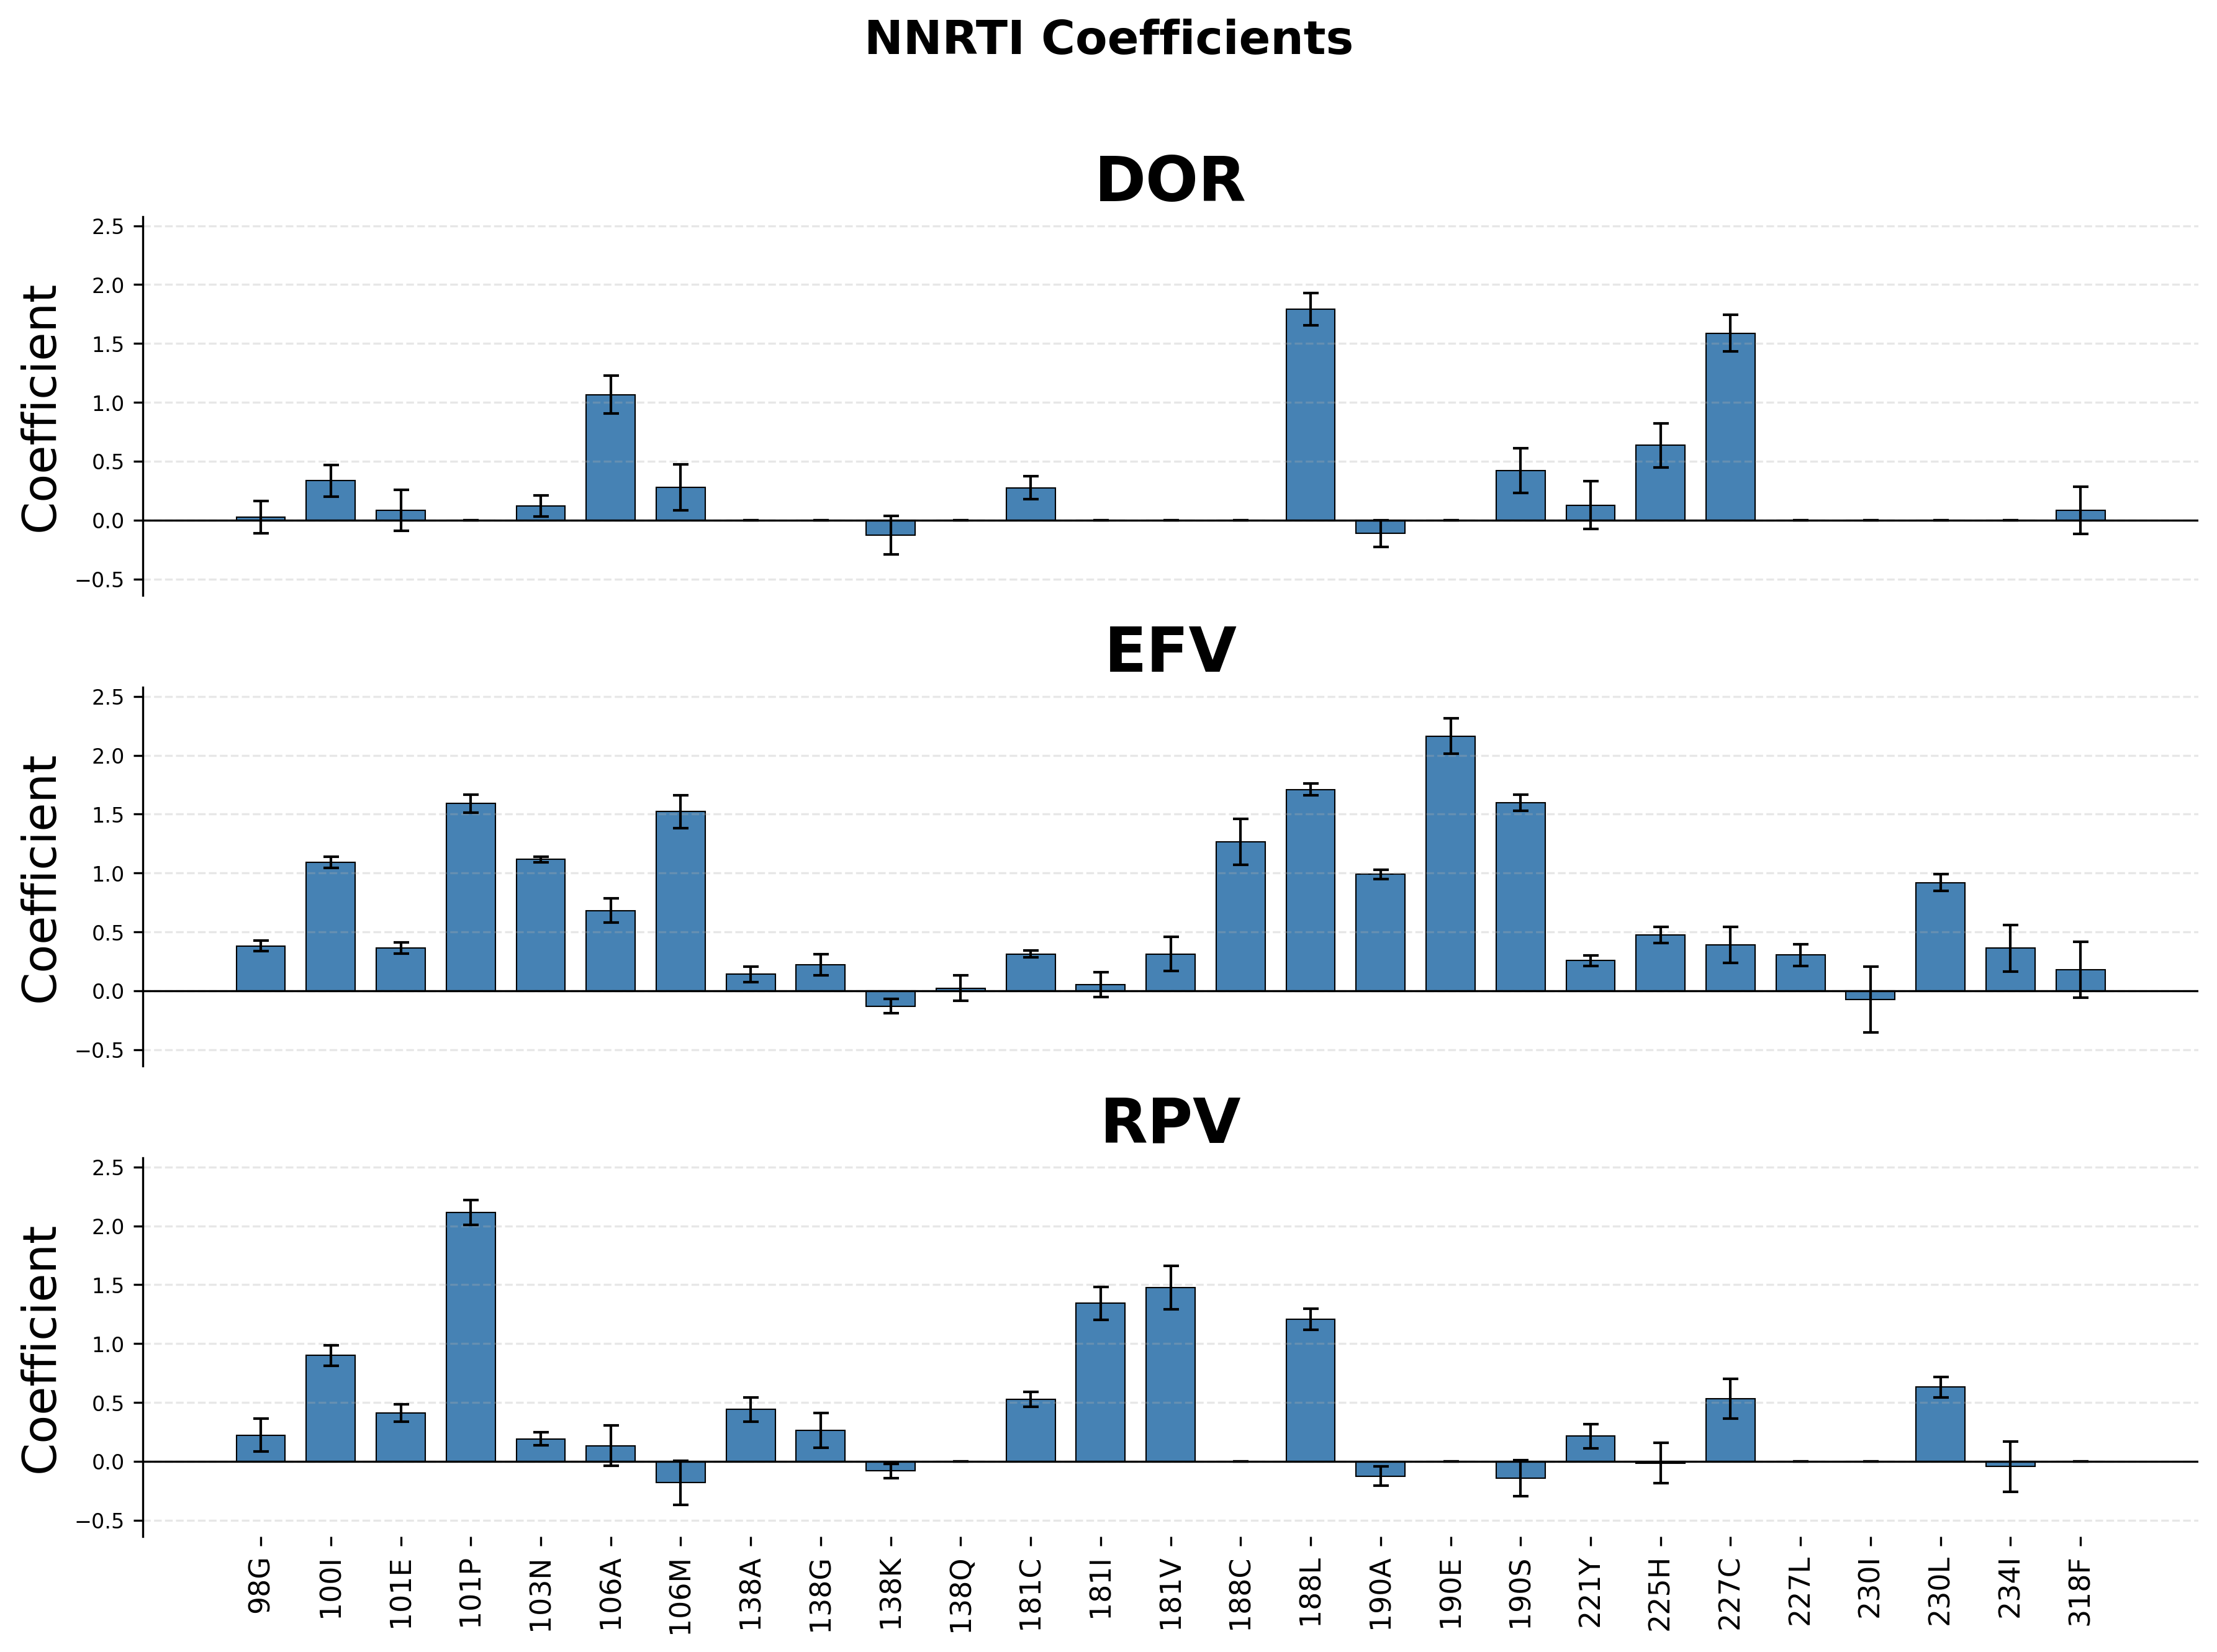 NNRTI Coefficients
DOR
2.5
2.0
1.5
1.0
0.5
0.0
−0.5
Coefficient
EFV
2.5
2.0
1.5
1.0
0.5
0.0
−0.5
Coefficient
RPV
2.5
2.0
1.5
1.0
0.5
0.0
−0.5
Coefficient
98G
100I
101E
101P
103N
106A
106M
138A
138G
138K
138Q
181C
181I
181V
188C
188L
190A
190E
190S
221Y
225H
227C
227L
230I
230L
234I
318F